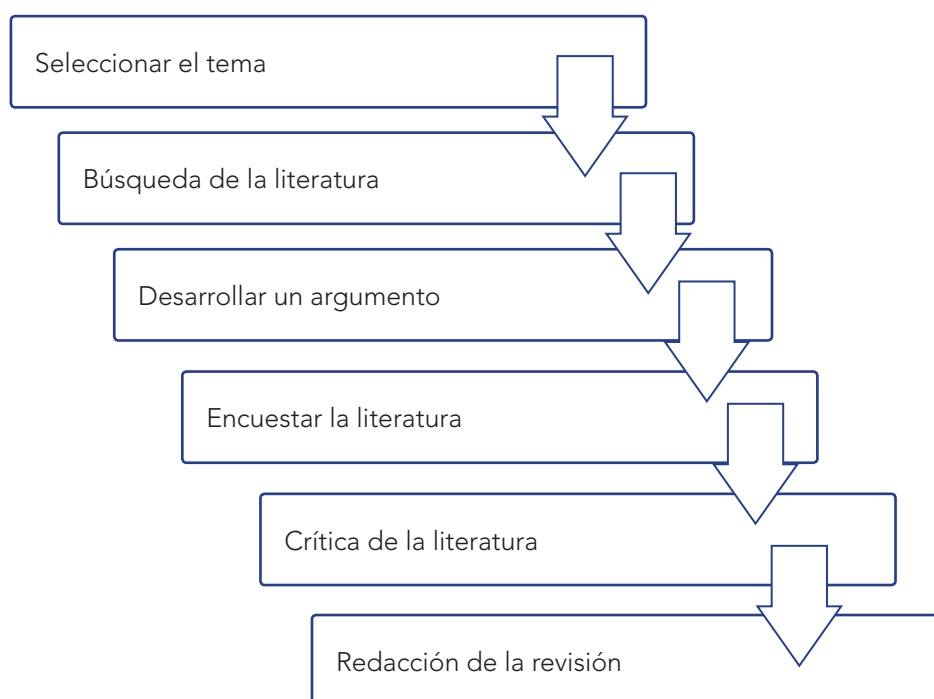 Seleccionar el tema
Búsqueda de la literatura
Desarrollar un argumento
Encuestar la literatura
Crítica de la literatura
Redacción de la revisión